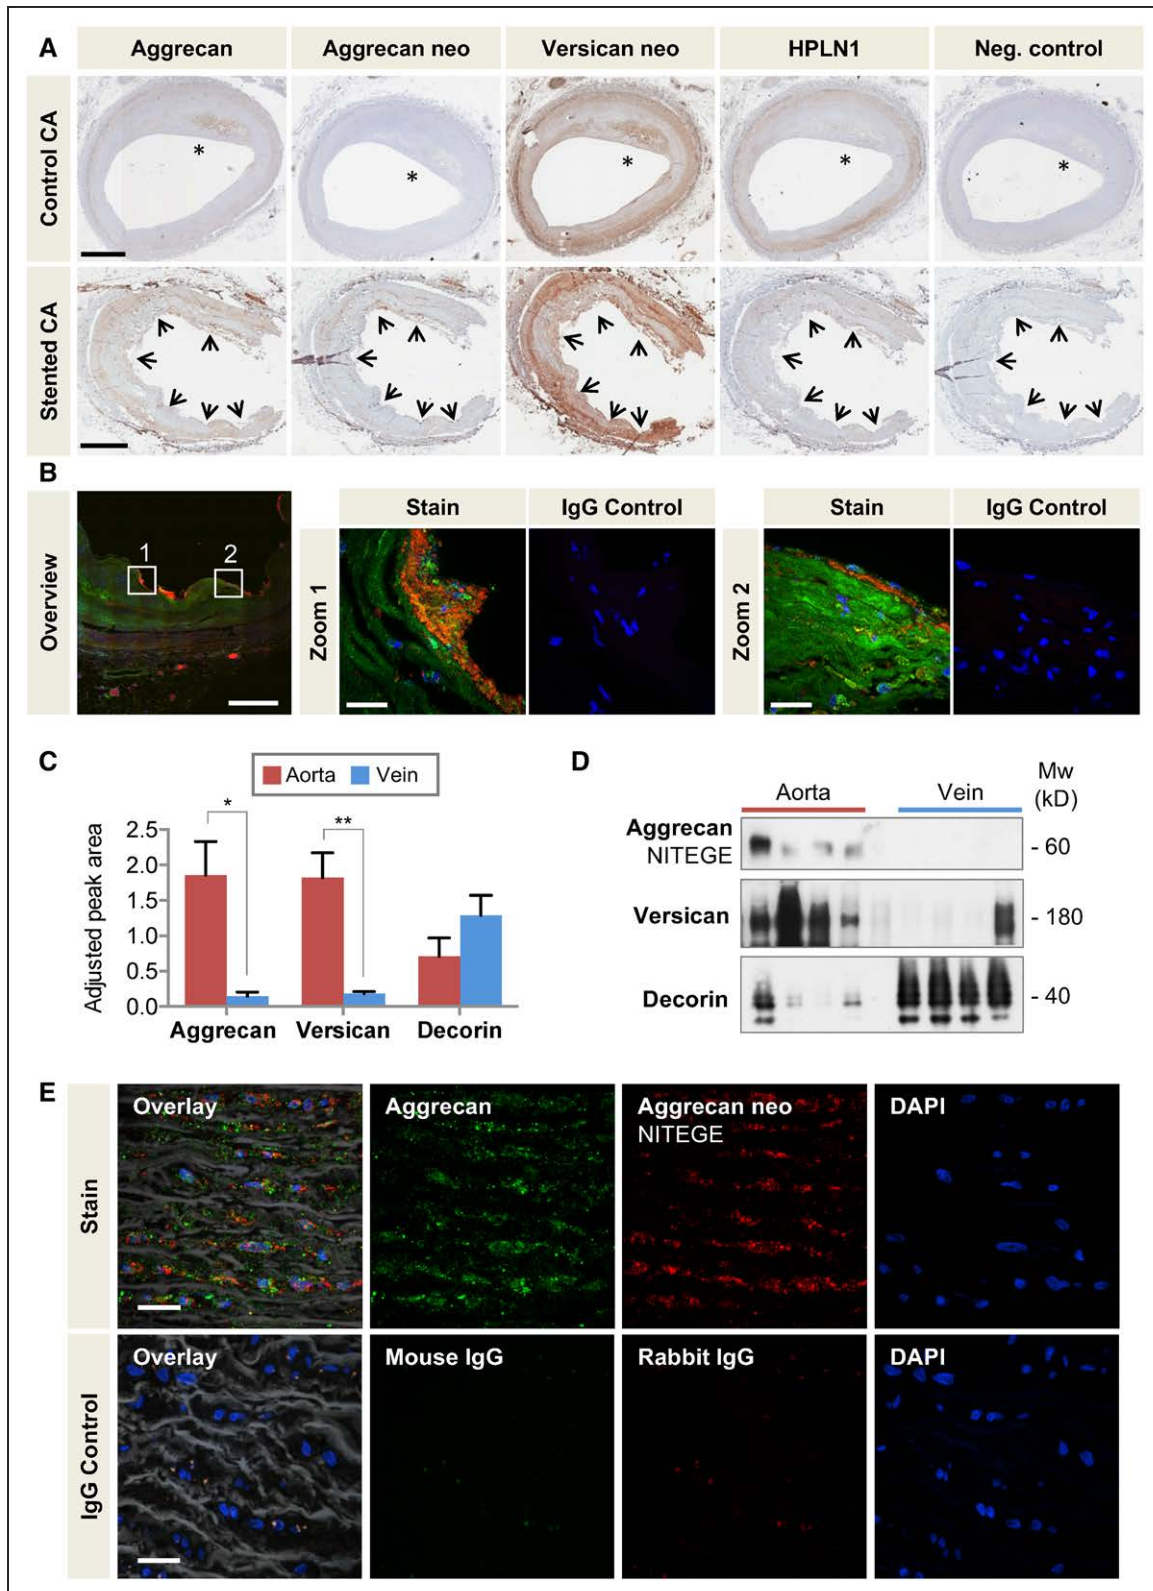 A
Aggrecan
Aggrecan neo
Versican neo
HPLN1
Neg. control
Control CA
*
*
*
*
*
Stented CA
B
Overview
1
2
Zoom 1
Stain
IgG Control
Zoom 2
Stain
IgG Control
C
Aorta
Vein
Adjusted peak area
2.5
2.0
1.5
1.0
0.5
0.0
*
**
Aggrecan
Versican
Decorin
D
Aorta
Vein
Mw
(kD)
Aggrecan
NITEGE
- 60
Versican
- 180
Decorin
- 40
E
Stain
Overlay
Aggrecan
Aggrecan neo
NITEGE
DAPI
IgG Control
Overlay
Mouse IgG
Rabbit IgG
DAPI